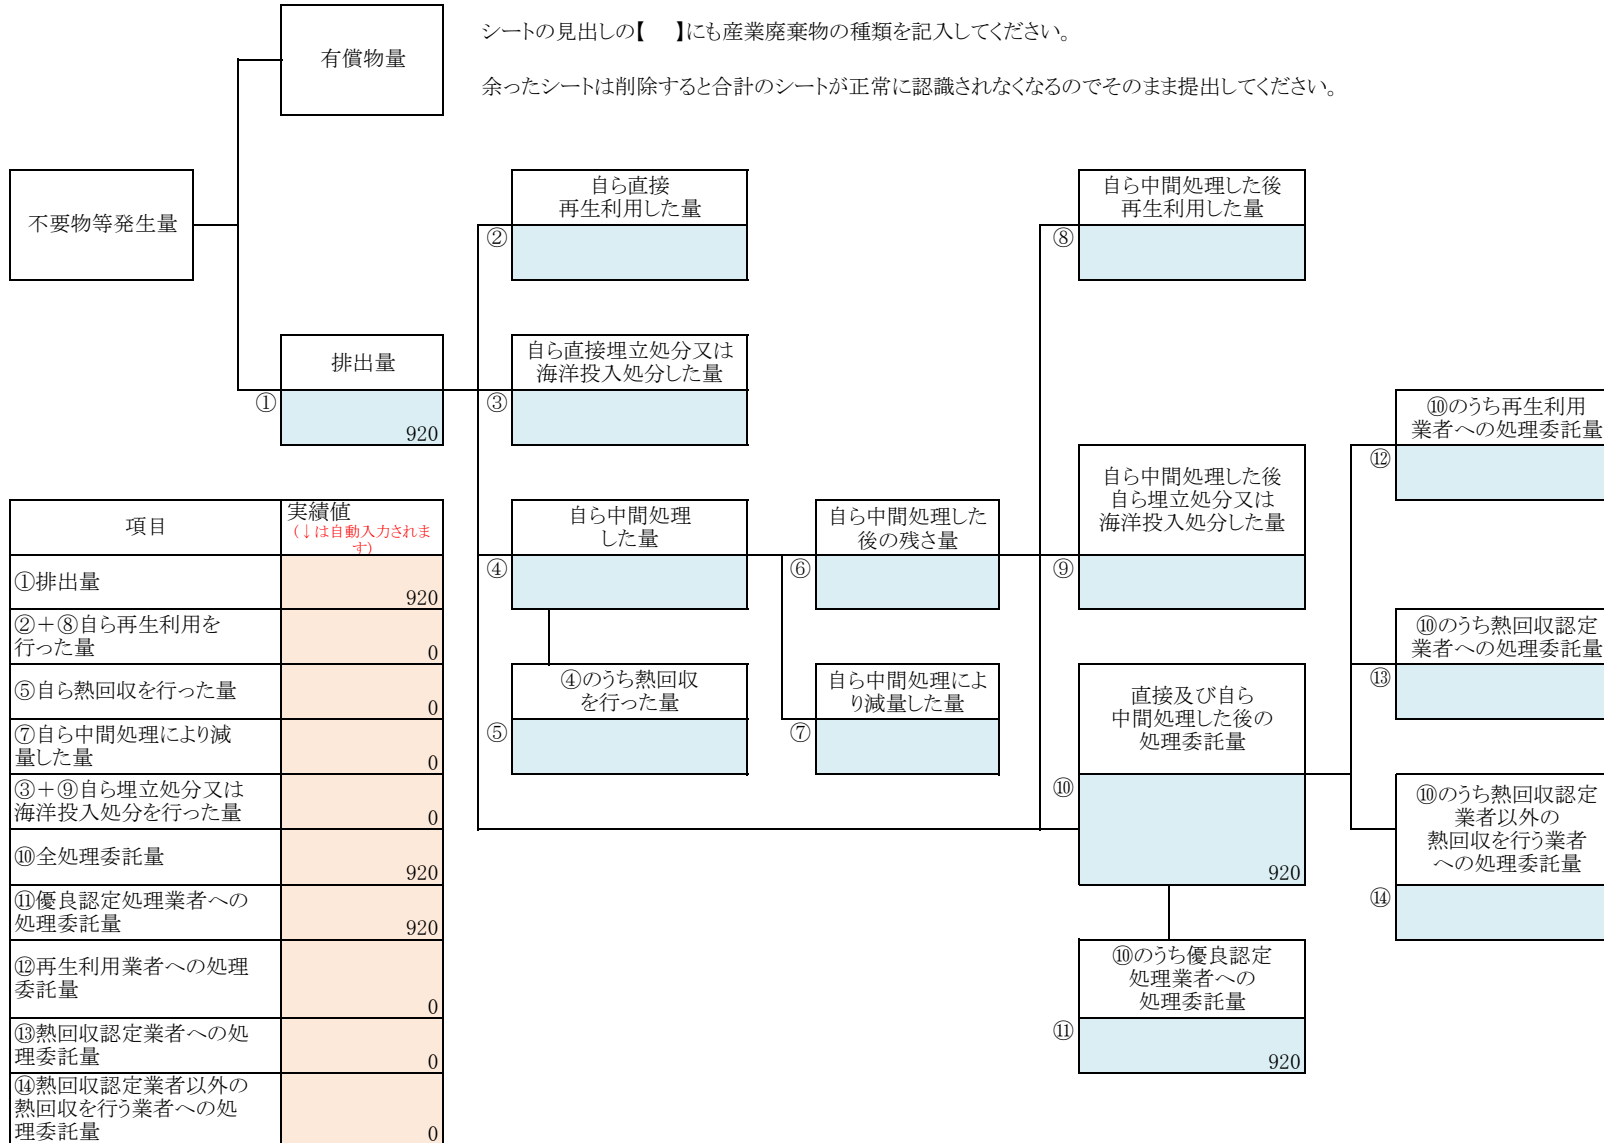 有償物量
シートの見出しの【　】にも産業廃棄物の種類を記入してください。
余ったシートは削除すると合計のシートが正常に認識されなくなるのでそのまま提出してください。
不要物等発生量
自ら直接
再生利用した量
②
自ら中間処理した後
再生利用した量
⑧
排出量
①
920
自ら直接埋立処分又は
海洋投入処分した量
③
⑩のうち再生利用
業者への処理委託量
⑫
自ら中間処理した後
自ら埋立処分又は
海洋投入処分した量
⑨
自ら中間処理
した量
④
自ら中間処理した
後の残さ量
⑥
⑩のうち熱回収認定
業者への処理委託量
⑬
④のうち熱回収
を行った量
⑤
自ら中間処理によ
り減量した量
⑦
直接及び自ら
中間処理した後の
処理委託量
⑩
920
⑩のうち熱回収認定
業者以外の
熱回収を行う業者
への処理委託量
⑭
⑩のうち優良認定
処理業者への
処理委託量
⑪
920
項目
実績値
(↓は自動入力されま
す)
①排出量
920
②＋⑧自ら再生利用を
行った量
0
⑤自ら熱回収を行った量
0
⑦自ら中間処理により減
量した量
0
③＋⑨自ら埋立処分又は
海洋投入処分を行った量
0
⑩全処理委託量
920
⑪優良認定処理業者への
処理委託量
920
⑫再生利用業者への処理
委託量
0
⑬熱回収認定業者への処
理委託量
0
⑭熱回収認定業者以外の
熱回収を行う業者への処
理委託量
0